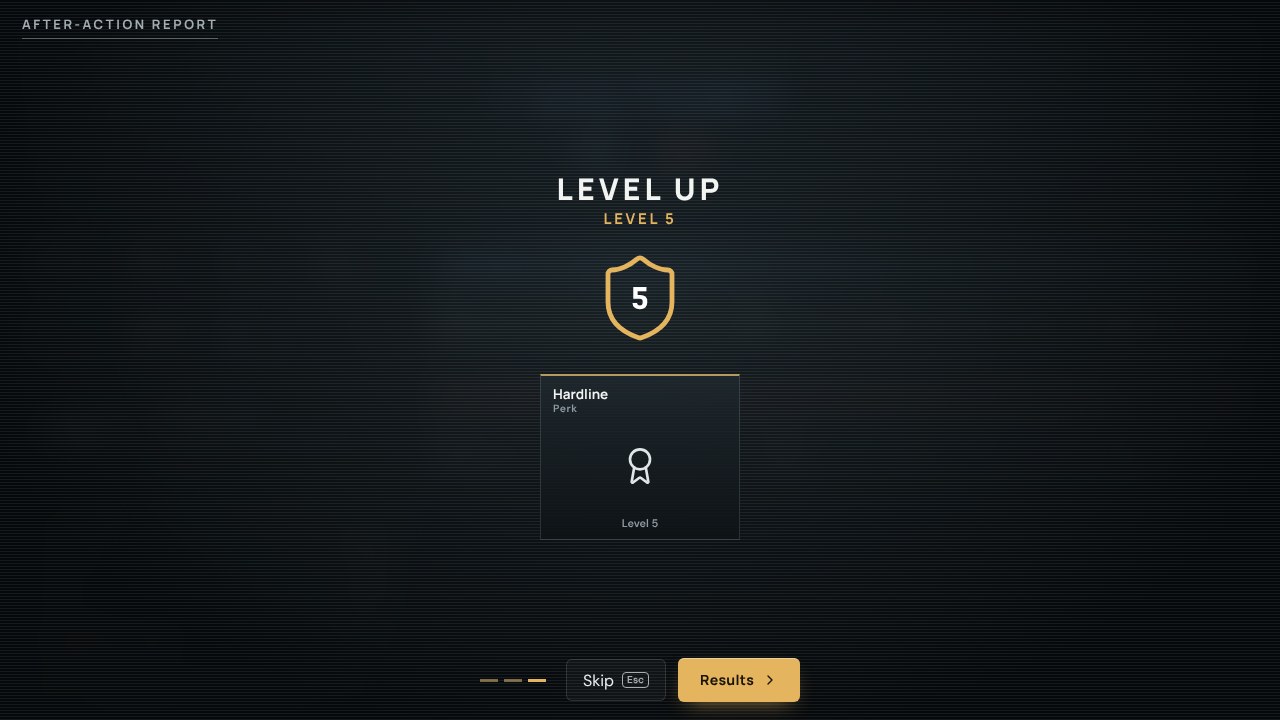 AFTER-ACTION REPORT
LEVEL UP
LEVEL 5
5
Hardline
Perk
Level 5
Skip Esc
Results